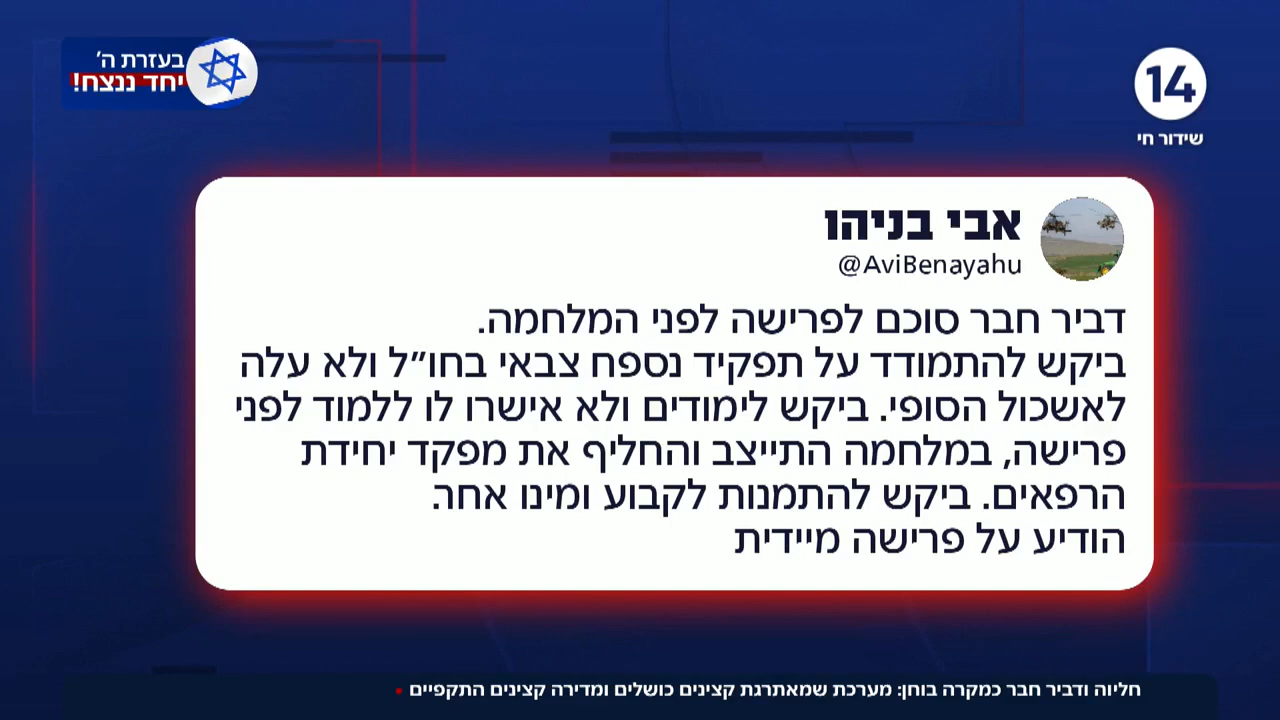 בעזרת ה'
יחד ננצח!
14
שידור חי
אבי בניהו
@AviBenayahu
דביר חבר סוכם לפרישה לפני המלחמה.
ביקש להתמודד על תפקיד נספח צבאי בחו״ל ולא עלה
לאשכול הסופי. ביקש לימודים ולא אישרו לו ללמוד לפני
פרישה, במלחמה התייצב והחליף את מפקד יחידת
הרפאים. ביקש להתמנות לקבוע ומינו אחר.
הודיע על פרישה מיידית
חליוה ודביר חבר כמקרה בוחן: מערכת שמאתרגת קצינים כושלים ומדירה קצינים התקפיים •